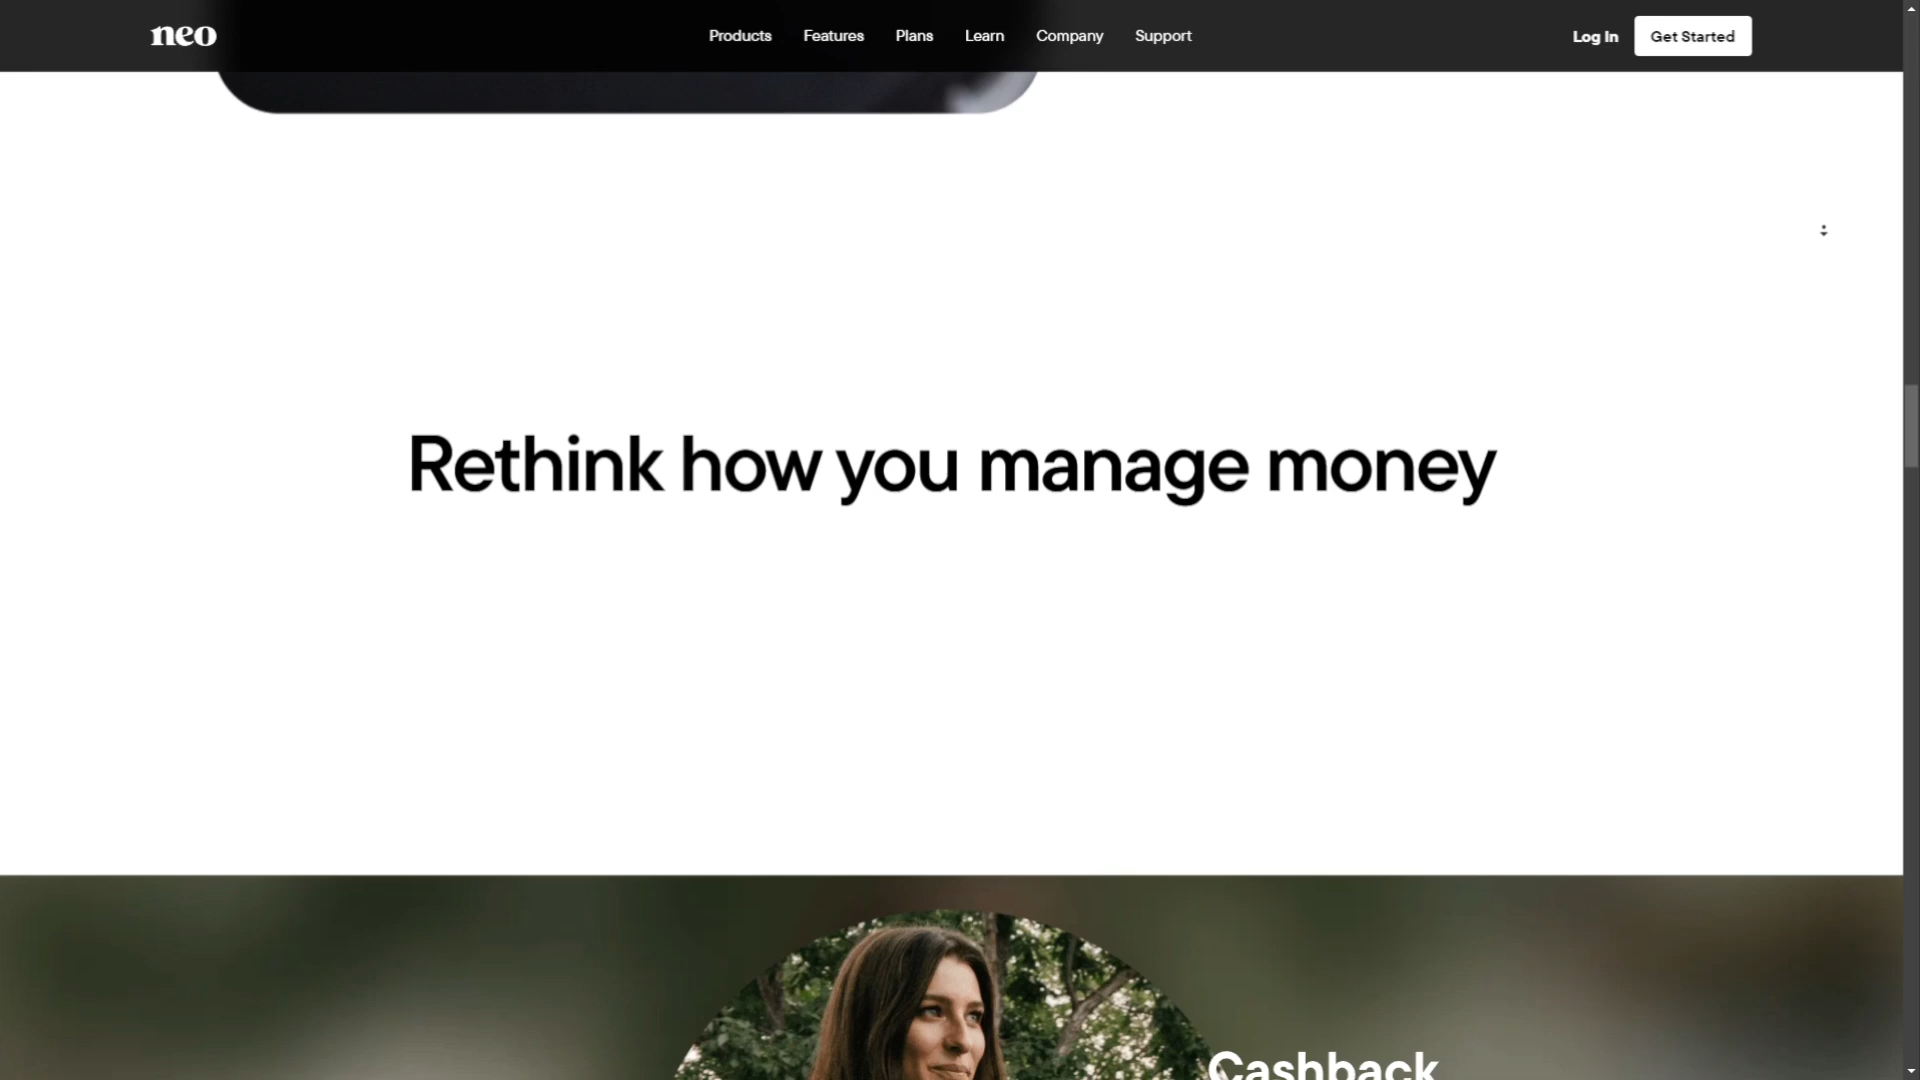 neo
Products Features Plans Learn Company Support
Log In Get Started
Rethink how you manage money
Cashback